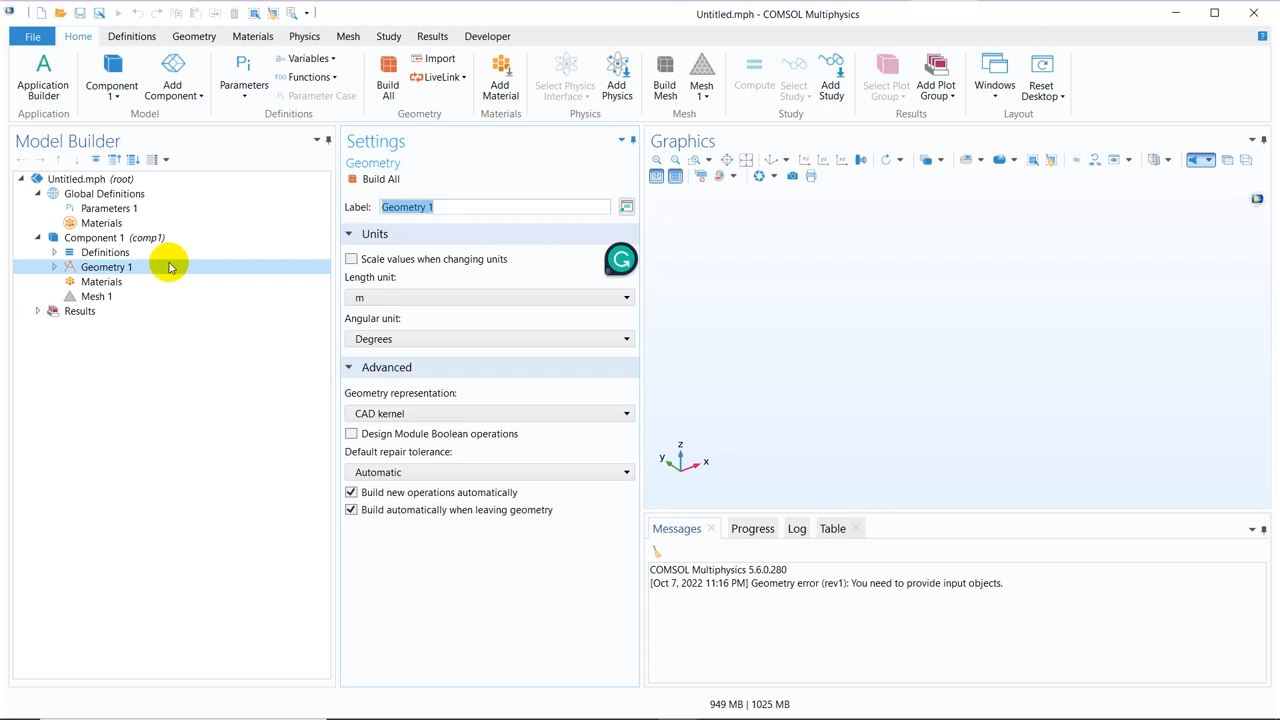 Untitled.mph - COMSOL Multiphysics
File Home Definitions Geometry Materials Physics Mesh Study Results Developer
Application Builder
Component 1
Add Component
Pi
Parameters
a= Variables
f(x) Functions
Pi Parameter Case
Build All
Import
LiveLink
Add Material
Select Physics Interface
Add Physics
Build Mesh
Mesh 1
Compute
Select Study
Add Study
Select Plot Group
Add Plot Group
Windows
Reset Desktop
Application Model Definitions Geometry Materials Physics Mesh Study Results Layout
Model Builder
Untitled.mph (root)
Global Definitions
Pi Parameters 1
Materials
Component 1 (comp1)
Definitions
Geometry 1
Materials
Mesh 1
Results
Settings
Geometry
Build All
Label: Geometry 1
Units
Scale values when changing units
Length unit:
m
Angular unit:
Degrees
Advanced
Geometry representation:
CAD kernel
Design Module Boolean operations
Default repair tolerance:
Automatic
Build new operations automatically
Build automatically when leaving geometry
Graphics
z
y
x
Messages Progress Log Table
COMSOL Multiphysics 5.6.0.280
[Oct 7, 2022 11:16 PM] Geometry error (rev1): You need to provide input objects.
949 MB | 1025 MB